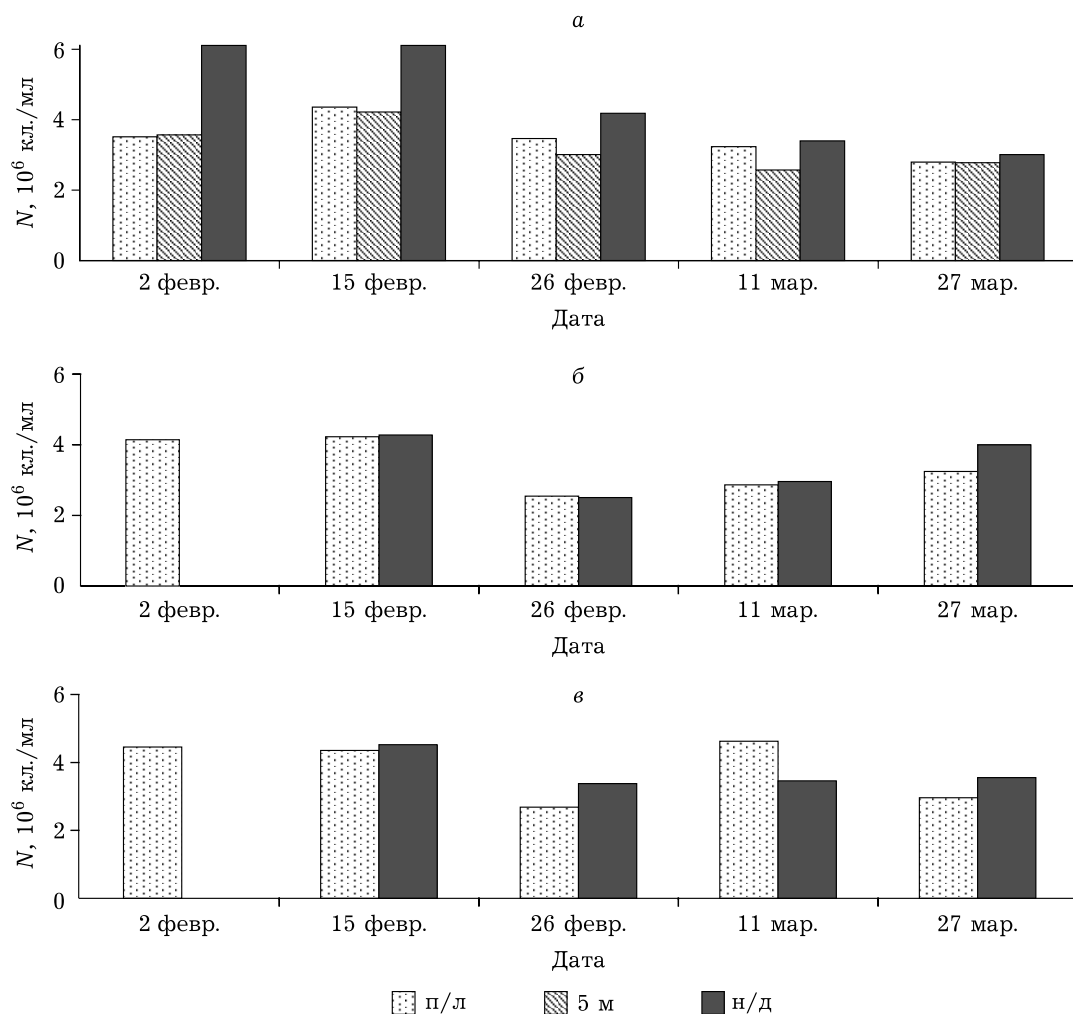 а
N, 10⁶ кл./мл
6
4
2
0
2 февр. 15 февр. 26 февр. 11 мар. 27 мар.
Дата
б
N, 10⁶ кл./мл
6
4
2
0
2 февр. 15 февр. 26 февр. 11 мар. 27 мар.
Дата
в
N, 10⁶ кл./мл
6
4
2
0
2 февр. 15 февр. 26 февр. 11 мар. 27 мар.
Дата
п/л 5 м н/д